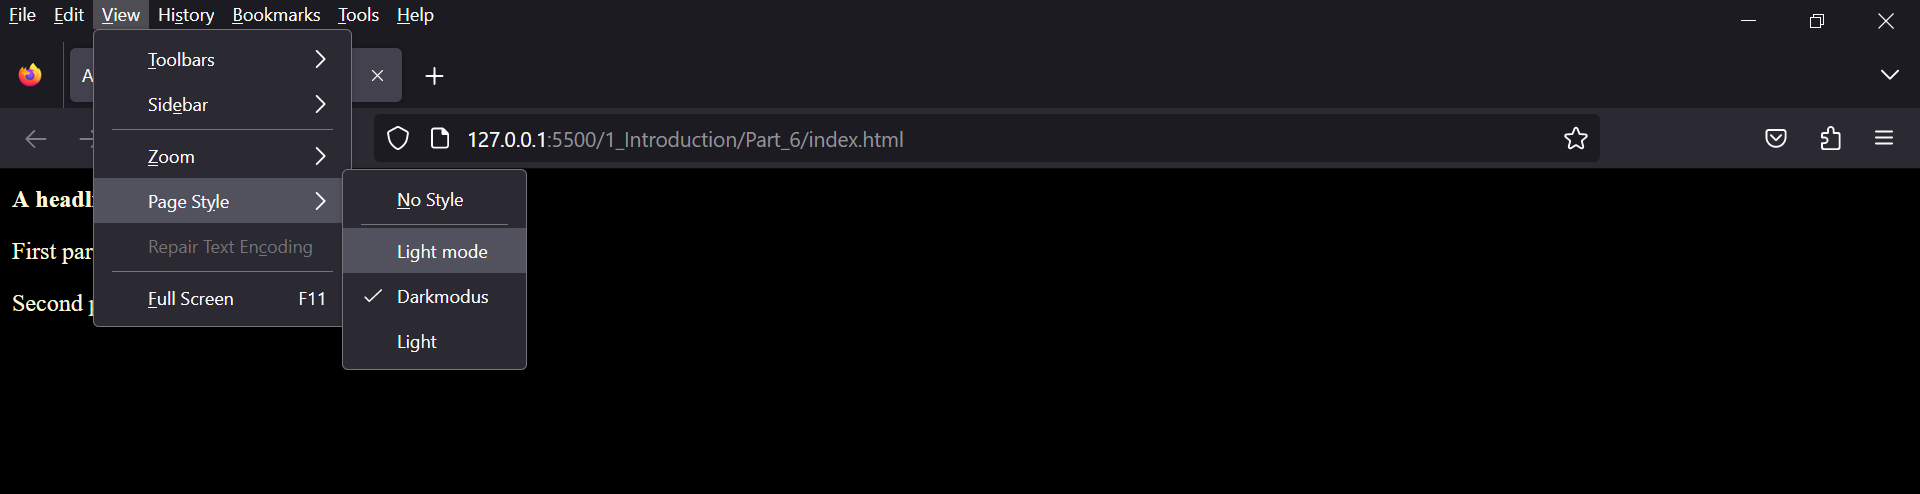 File Edit View History Bookmarks Tools Help
A
127.0.0.1:5500/1_Introduction/Part_6/index.html
Toolbars
Sidebar
Zoom
Page Style
Repair Text Encoding
Full Screen F11
No Style
Light mode
Darkmodus
Light
A headl
First par
Second